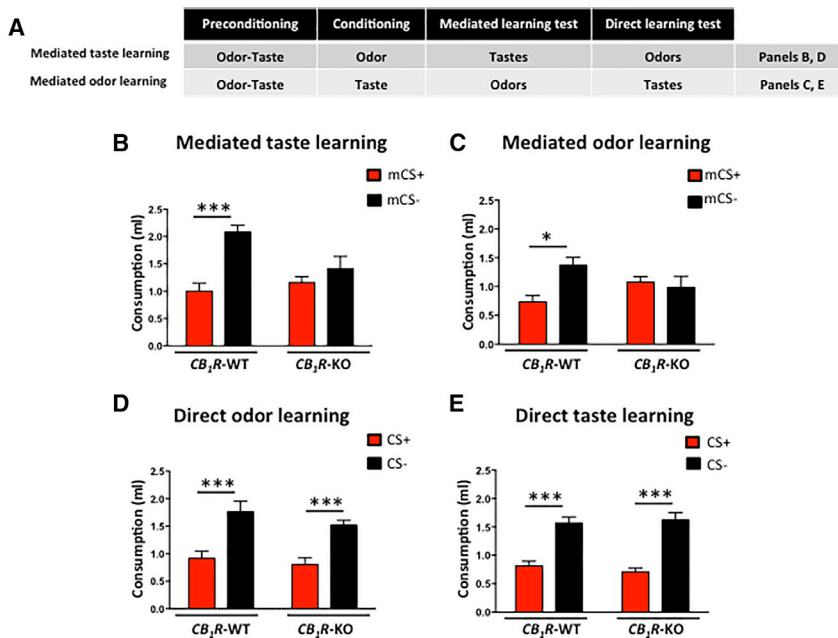 A
Preconditioning Conditioning Mediated learning test Direct learning test
Mediated taste learning Odor-Taste Odor Tastes Odors Panels B, D
Mediated odor learning Odor-Taste Taste Odors Tastes Panels C, E
B Mediated taste learning
mCS+
mCS-
***
Consumption (ml)
2.5
2.0
1.5
1.0
0.5
0.0
CB1R-WT CB1R-KO
C Mediated odor learning
mCS+
mCS-
*
Consumption (ml)
2.5
2.0
1.5
1.0
0.5
0.0
CB1R-WT CB1R-KO
D Direct odor learning
CS+
CS-
*** ***
Consumption (ml)
2.5
2.0
1.5
1.0
0.5
0.0
CB1R-WT CB1R-KO
E Direct taste learning
CS+
CS-
*** ***
Consumption (ml)
2.5
2.0
1.5
1.0
0.5
0.0
CB1R-WT CB1R-KO